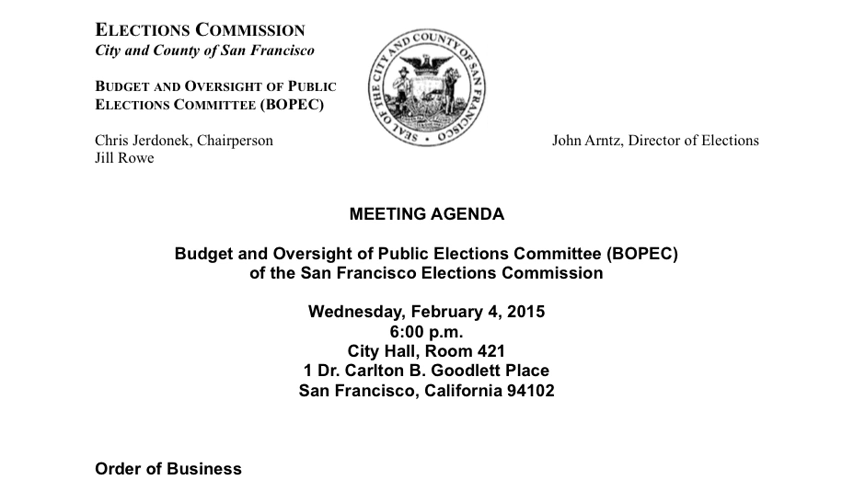 ELECTIONS COMMISSION
City and County of San Francisco
BUDGET AND OVERSIGHT OF PUBLIC
ELECTIONS COMMITTEE (BOPEC)
Chris Jerdonek, Chairperson
Jill Rowe
SEAL OF THE CITY AND COUNTY OF SAN FRANCISCO
John Arntz, Director of Elections
MEETING AGENDA
Budget and Oversight of Public Elections Committee (BOPEC)
of the San Francisco Elections Commission
Wednesday, February 4, 2015
6:00 p.m.
City Hall, Room 421
1 Dr. Carlton B. Goodlett Place
San Francisco, California 94102
Order of Business